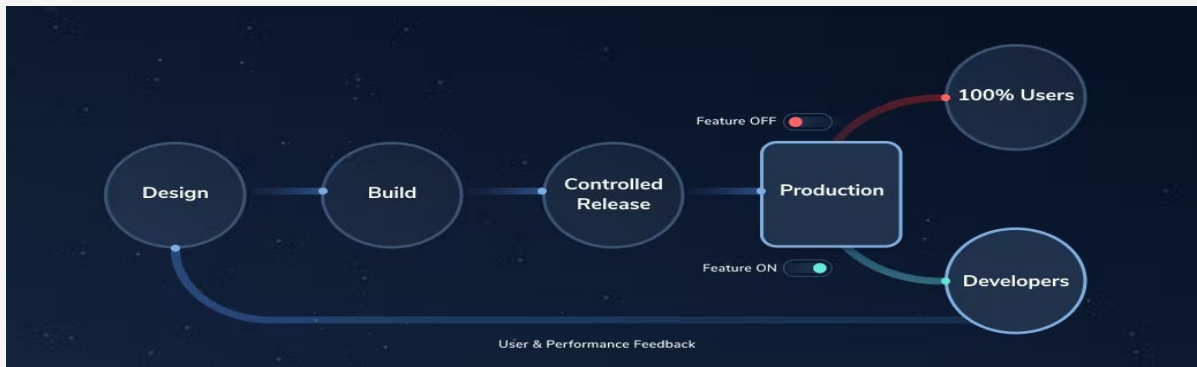 100% Users
Feature OFF
Design
Build
Controlled
Release
Production
Feature ON
Developers
User & Performance Feedback